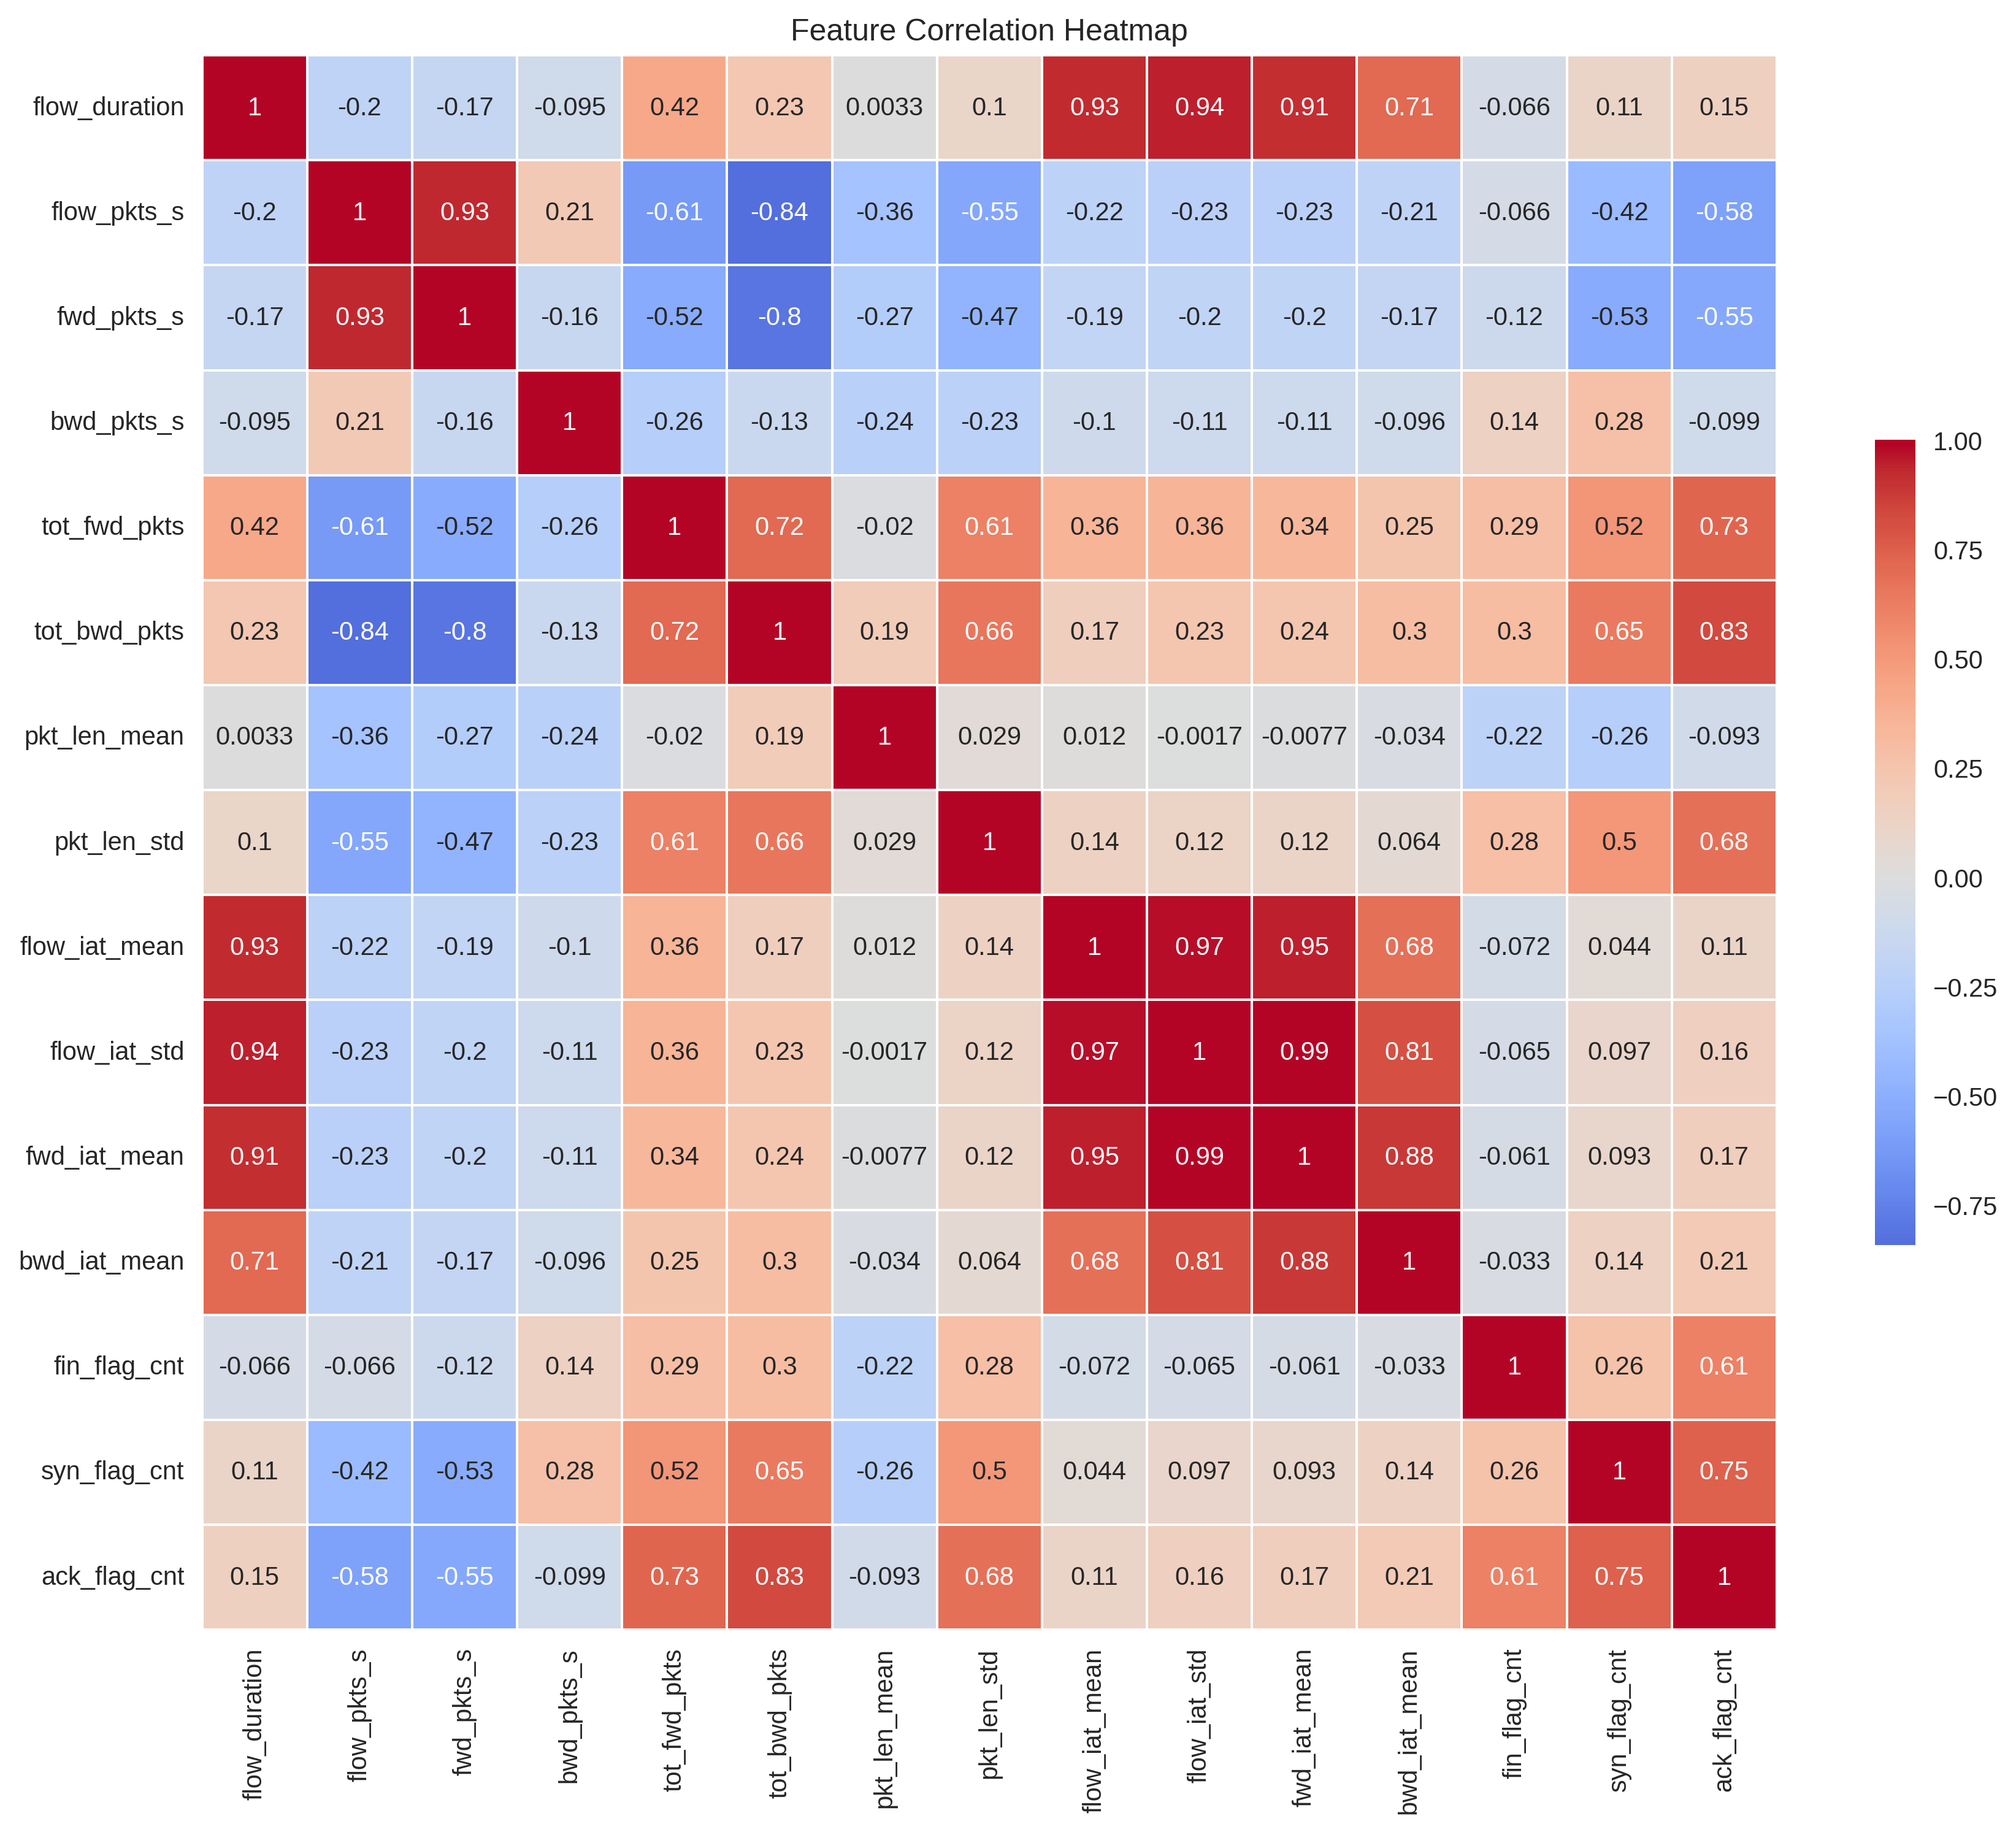 Feature Correlation Heatmap
flow_duration 1 -0.2 -0.17 -0.095 0.42 0.23 0.0033 0.1 0.93 0.94 0.91 0.71 -0.066 0.11 0.15
flow_pkts_s -0.2 1 0.93 0.21 -0.61 -0.84 -0.36 -0.55 -0.22 -0.23 -0.23 -0.21 -0.066 -0.42 -0.58
fwd_pkts_s -0.17 0.93 1 -0.16 -0.52 -0.8 -0.27 -0.47 -0.19 -0.2 -0.2 -0.17 -0.12 -0.53 -0.55
bwd_pkts_s -0.095 0.21 -0.16 1 -0.26 -0.13 -0.24 -0.23 -0.1 -0.11 -0.11 -0.096 0.14 0.28 -0.099
tot_fwd_pkts 0.42 -0.61 -0.52 -0.26 1 0.72 -0.02 0.61 0.36 0.36 0.34 0.25 0.29 0.52 0.73
tot_bwd_pkts 0.23 -0.84 -0.8 -0.13 0.72 1 0.19 0.66 0.17 0.23 0.24 0.3 0.3 0.65 0.83
pkt_len_mean 0.0033 -0.36 -0.27 -0.24 -0.02 0.19 1 0.029 0.012 -0.0017 -0.0077 -0.034 -0.22 -0.26 -0.093
pkt_len_std 0.1 -0.55 -0.47 -0.23 0.61 0.66 0.029 1 0.14 0.12 0.12 0.064 0.28 0.5 0.68
flow_iat_mean 0.93 -0.22 -0.19 -0.1 0.36 0.17 0.012 0.14 1 0.97 0.95 0.68 -0.072 0.044 0.11
flow_iat_std 0.94 -0.23 -0.2 -0.11 0.36 0.23 -0.0017 0.12 0.97 1 0.99 0.81 -0.065 0.097 0.16
fwd_iat_mean 0.91 -0.23 -0.2 -0.11 0.34 0.24 -0.0077 0.12 0.95 0.99 1 0.88 -0.061 0.093 0.17
bwd_iat_mean 0.71 -0.21 -0.17 -0.096 0.25 0.3 -0.034 0.064 0.68 0.81 0.88 1 -0.033 0.14 0.21
fin_flag_cnt -0.066 -0.066 -0.12 0.14 0.29 0.3 -0.22 0.28 -0.072 -0.065 -0.061 -0.033 1 0.26 0.61
syn_flag_cnt 0.11 -0.42 -0.53 0.28 0.52 0.65 -0.26 0.5 0.044 0.097 0.093 0.14 0.26 1 0.75
ack_flag_cnt 0.15 -0.58 -0.55 -0.099 0.73 0.83 -0.093 0.68 0.11 0.16 0.17 0.21 0.61 0.75 1
flow_duration
flow_pkts_s
fwd_pkts_s
bwd_pkts_s
tot_fwd_pkts
tot_bwd_pkts
pkt_len_mean
pkt_len_std
flow_iat_mean
flow_iat_std
fwd_iat_mean
bwd_iat_mean
fin_flag_cnt
syn_flag_cnt
ack_flag_cnt
1.00
0.75
0.50
0.25
0.00
−0.25
−0.50
−0.75